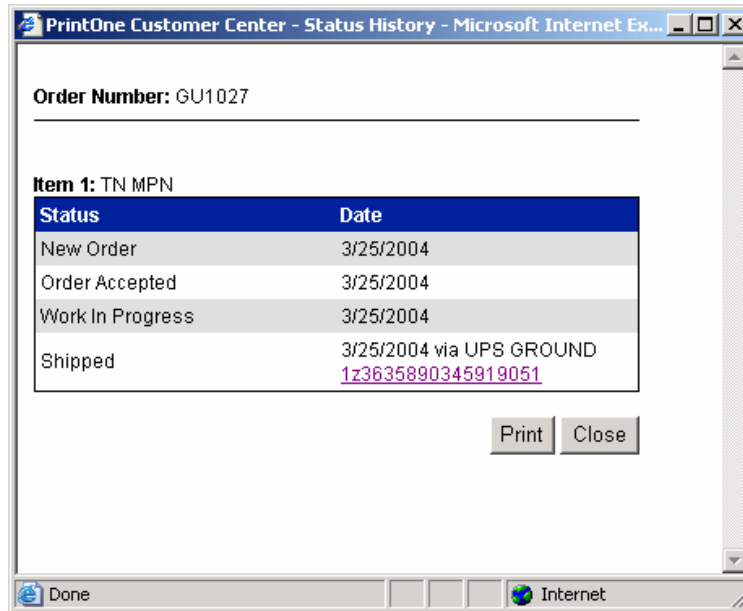 PrintOne Customer Center - Status History - Microsoft Internet Ex...
Order Number: GU1027
Item 1: TN MPN
Status Date
New Order 3/25/2004
Order Accepted 3/25/2004
Work In Progress 3/25/2004
Shipped 3/25/2004 via UPS GROUND
1z3635890345919051
Print Close
Done Internet